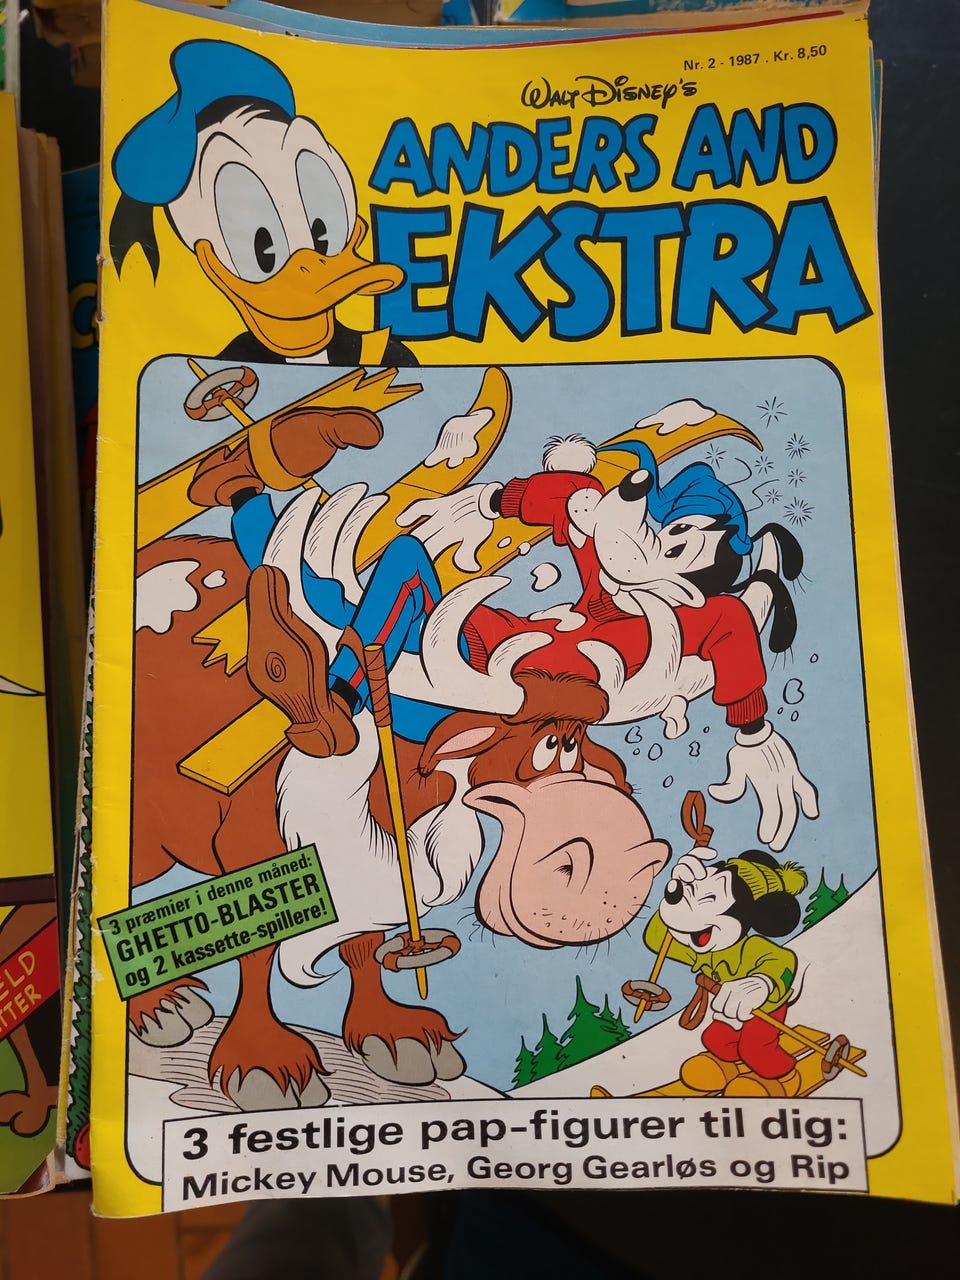 Nr. 2 - 1987 . Kr. 8,50
WALT DISNEY'S
ANDERS AND
EKSTRA
3 præmier i denne måned:
GHETTO-BLASTER
og 2 kassette-spillere!
3 festlige pap-figurer til dig:
Mickey Mouse, Georg Gearløs og Rip